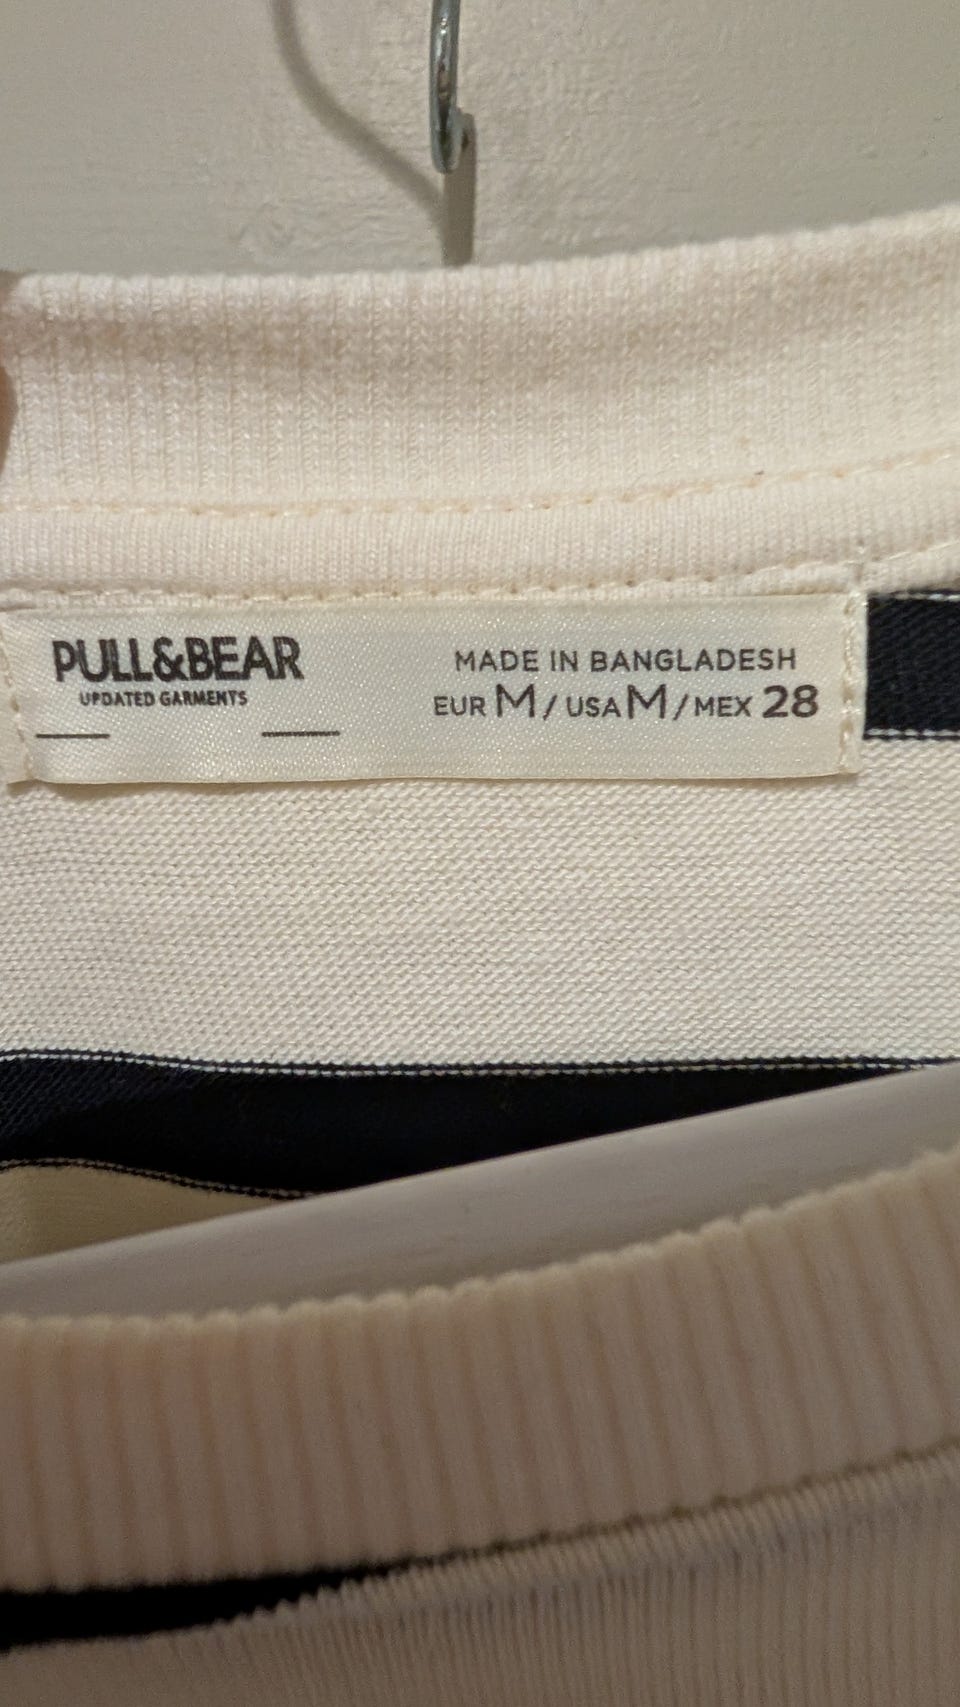 PULL&BEAR
UPDATED GARMENTS
MADE IN BANGLADESH
EUR M / USA M / MEX 28